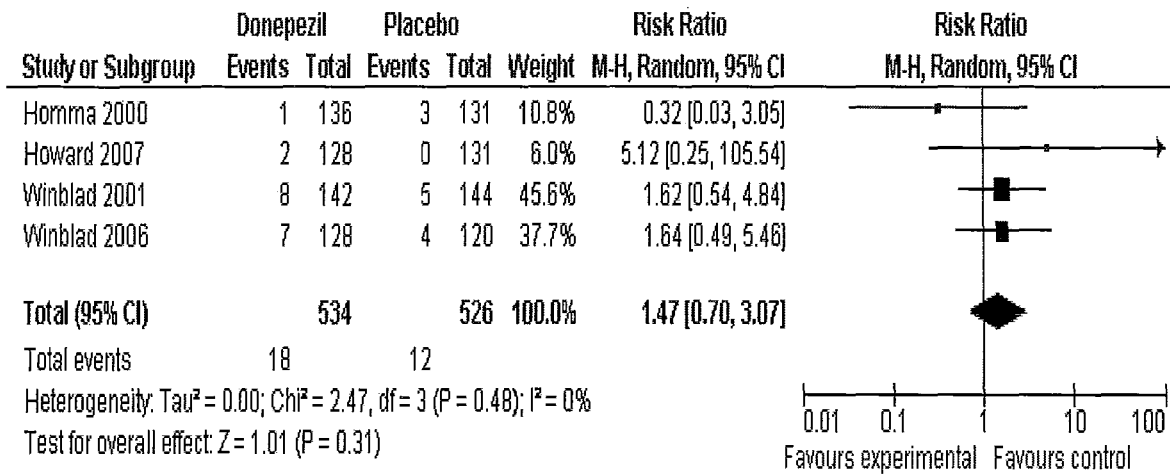 Donepezil Placebo Risk Ratio Risk Ratio
Study or Subgroup Events Total Events Total Weight M-H, Random, 95% CI M-H, Random, 95% CI
Homma 2000 1 136 3 131 10.8% 0.32 [0.03, 3.05]
Howard 2007 2 128 0 131 6.0% 5.12 [0.25, 105.54]
Winblad 2001 8 142 5 144 45.6% 1.62 [0.54, 4.84]
Winblad 2006 7 128 4 120 37.7% 1.64 [0.49, 5.46]
Total (95% CI) 534 526 100.0% 1.47 [0.70, 3.07]
Total events 18 12
Heterogeneity: Tau² = 0.00; Chi² = 2.47, df = 3 (P = 0.48); I² = 0%
Test for overall effect: Z = 1.01 (P = 0.31)
0.01 0.1 1 10 100
Favours experimental Favours control